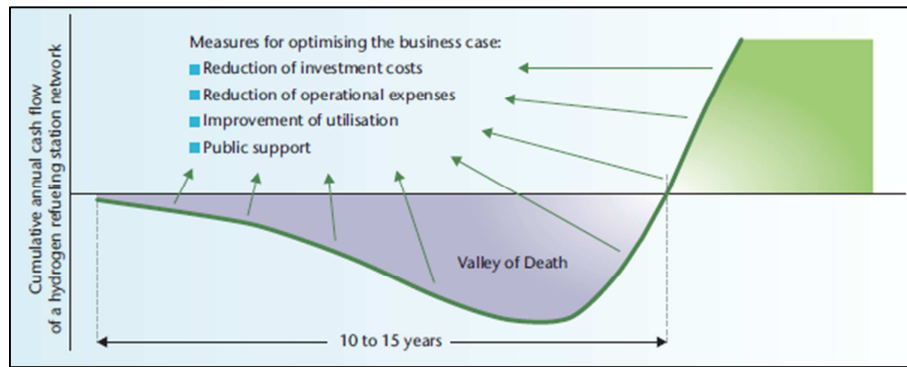 Cumulative annual cash flow
of a hydrogen refueling station network
Measures for optimising the business case:
Reduction of investment costs
Reduction of operational expenses
Improvement of utilisation
Public support
Valley of Death
10 to 15 years